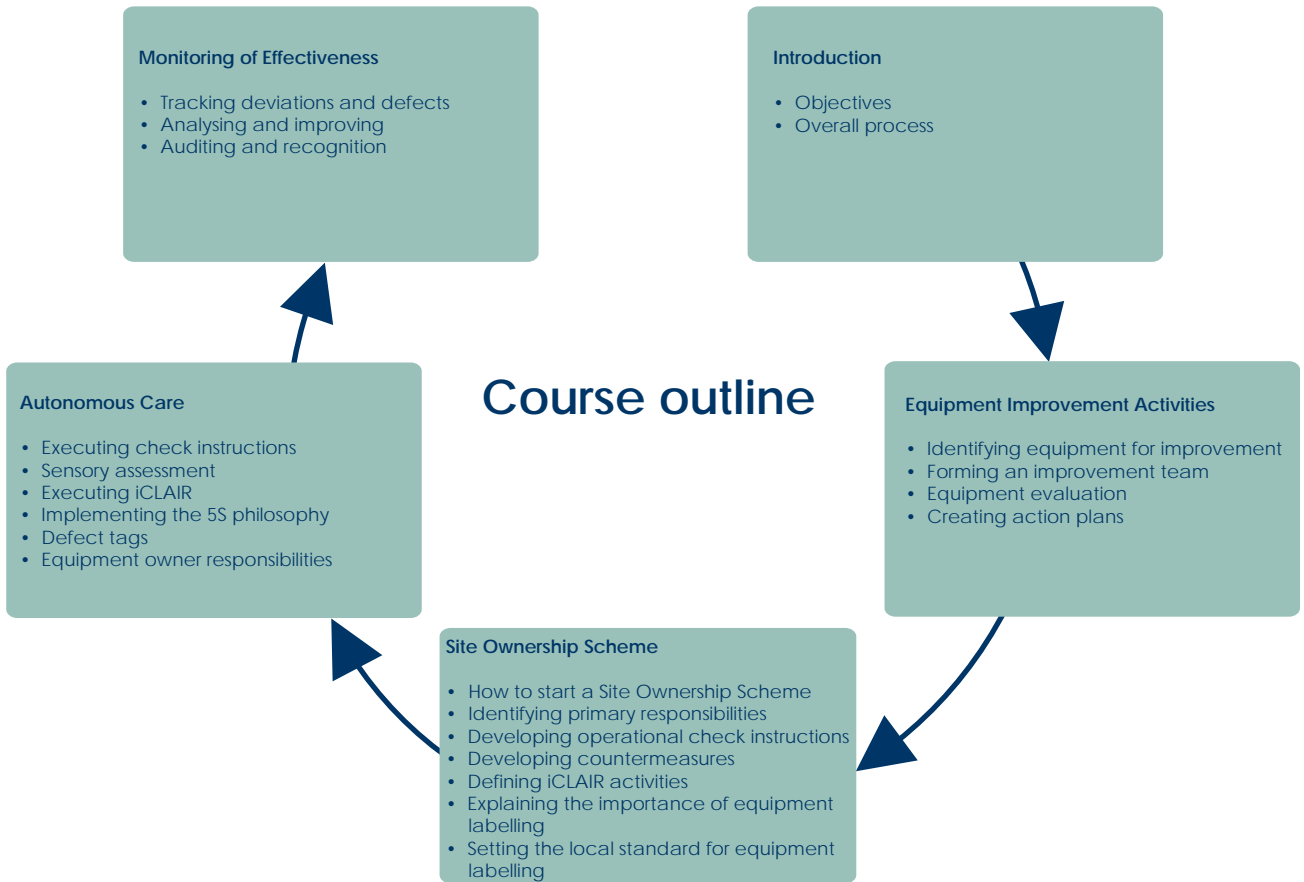 Monitoring of Effectiveness
• Tracking deviations and defects
• Analysing and improving
• Auditing and recognition
Introduction
• Objectives
• Overall process
Course outline
Autonomous Care
• Executing check instructions
• Sensory assessment
• Executing iCLAIR
• Implementing the 5S philosophy
• Defect tags
• Equipment owner responsibilities
Equipment Improvement Activities
• Identifying equipment for improvement
• Forming an improvement team
• Equipment evaluation
• Creating action plans
Site Ownership Scheme
• How to start a Site Ownership Scheme
• Identifying primary responsibilities
• Developing operational check instructions
• Developing countermeasures
• Defining iCLAIR activities
• Explaining the importance of equipment
labelling
• Setting the local standard for equipment
labelling